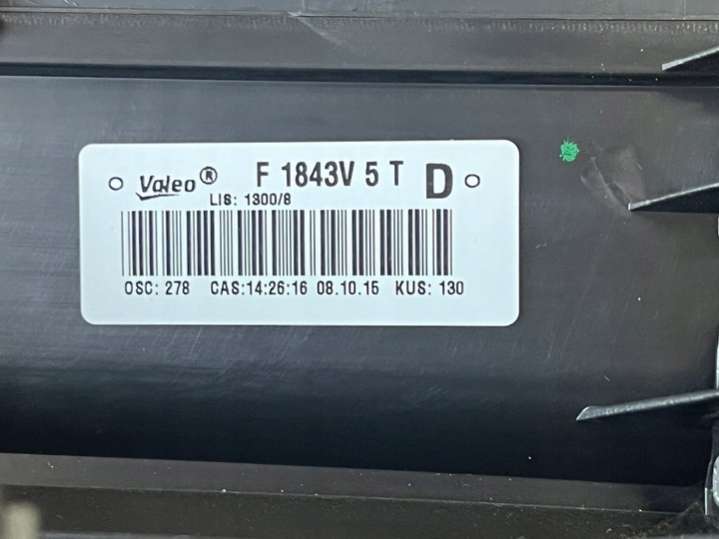 Valeo® F 1843V 5 T D
LIS: 1300/8
OSC: 278 CAS:14:26:16 08.10.15 KUS: 130